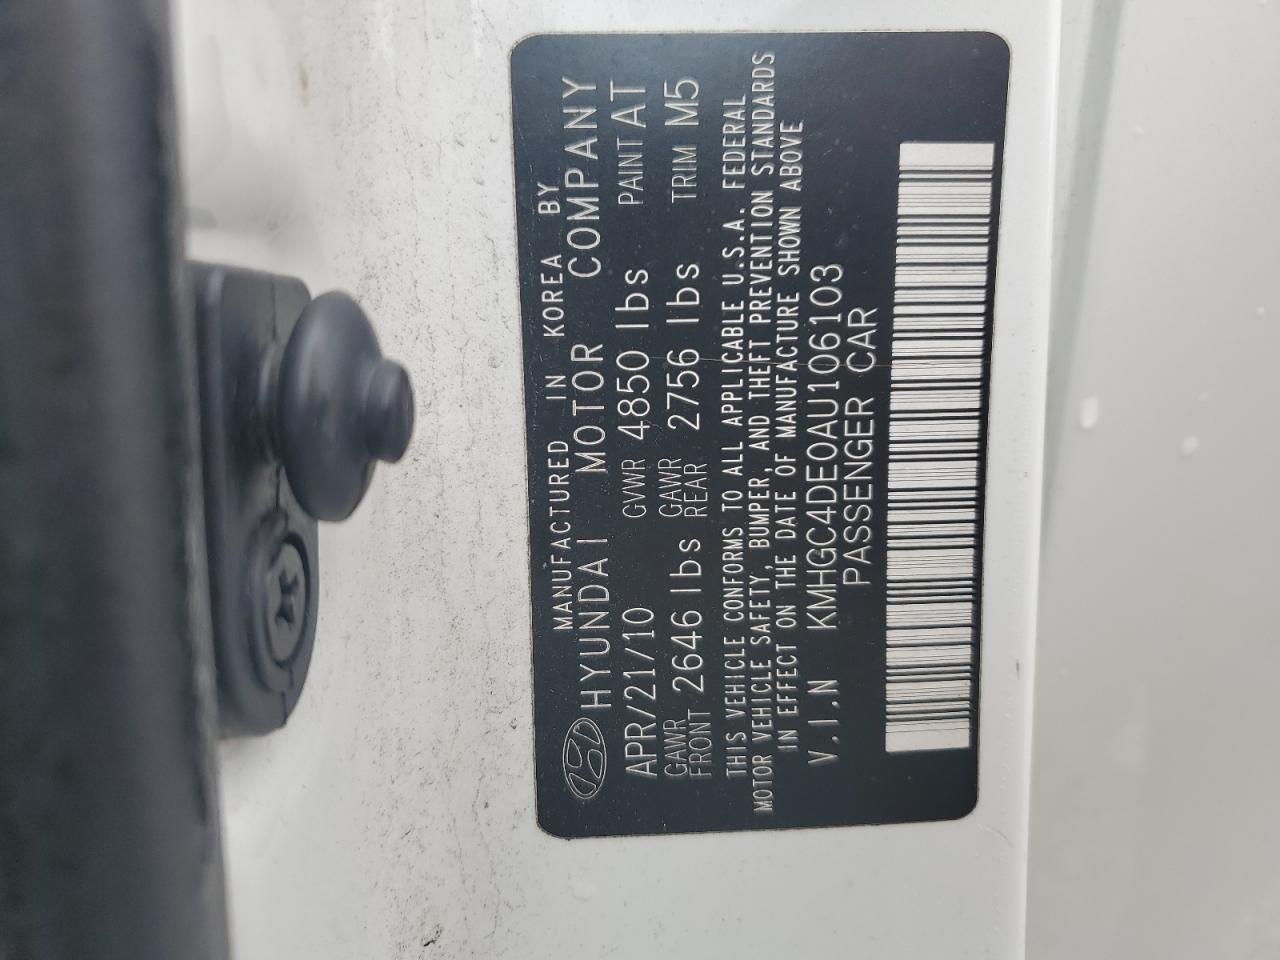 MANUFACTURED IN KOREA BY
HYUNDAI MOTOR COMPANY
APR/21/10 GVWR 4850 lbs PAINT AT
GAWR FRONT 2646 lbs GAWR REAR 2756 lbs TRIM M5
THIS VEHICLE CONFORMS TO ALL APPLICABLE U.S.A. FEDERAL
MOTOR VEHICLE SAFETY, BUMPER, AND THEFT PREVENTION STANDARDS
IN EFFECT ON THE DATE OF MANUFACTURE SHOWN ABOVE
V.I.N KMHGC4DE0AU106103
PASSENGER CAR